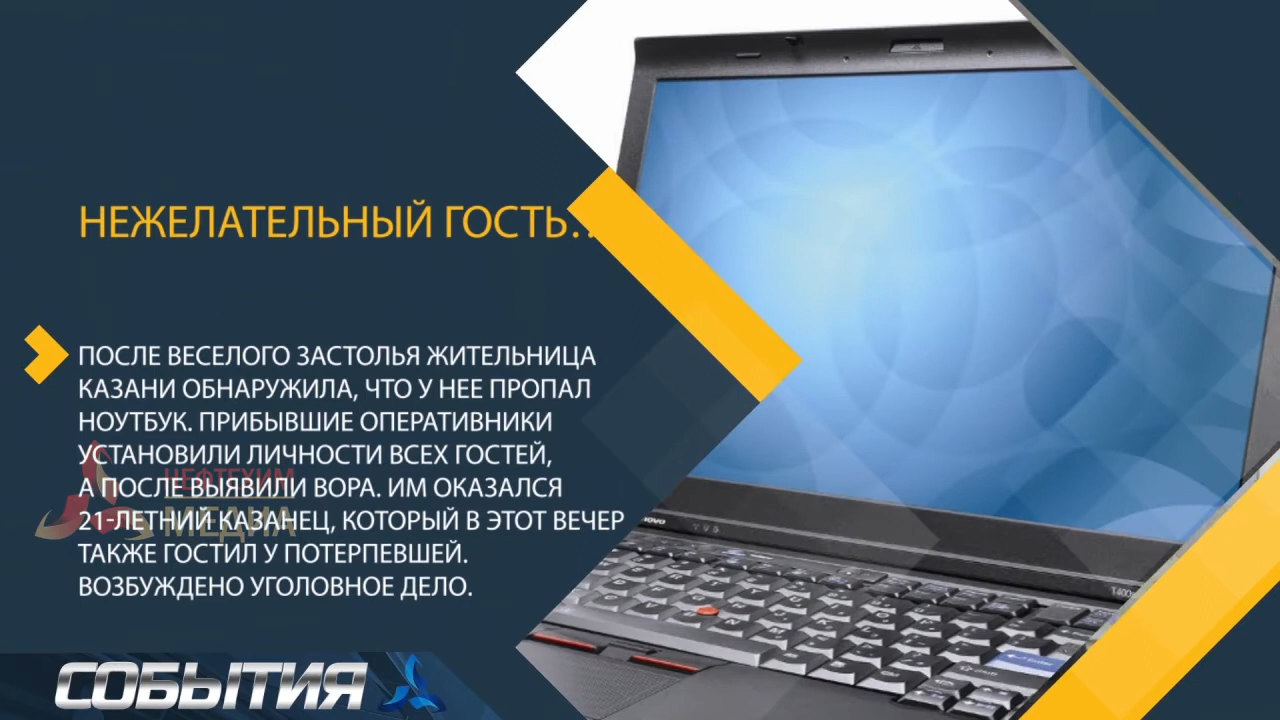 НЕЖЕЛАТЕЛЬНЫЙ ГОСТЬ..
ПОСЛЕ ВЕСЕЛОГО ЗАСТОЛЬЯ ЖИТЕЛЬНИЦА
КАЗАНИ ОБНАРУЖИЛА, ЧТО У НЕЕ ПРОПАЛ
НОУТБУК. ПРИБЫВШИЕ ОПЕРАТИВНИКИ
УСТАНОВИЛИ ЛИЧНОСТИ ВСЕХ ГОСТЕЙ,
А ПОСЛЕ ВЫЯВИЛИ ВОРА. ИМ ОКАЗАЛСЯ
21-ЛЕТНИЙ КАЗАНЕЦ, КОТОРЫЙ В ЭТОТ ВЕЧЕР
ТАКЖЕ ГОСТИЛ У ПОТЕРПЕВШЕЙ.
ВОЗБУЖДЕНО УГОЛОВНОЕ ДЕЛО.
НЕФТЕХИМ
МЕДИА
СОБЫТИЯ
Enter